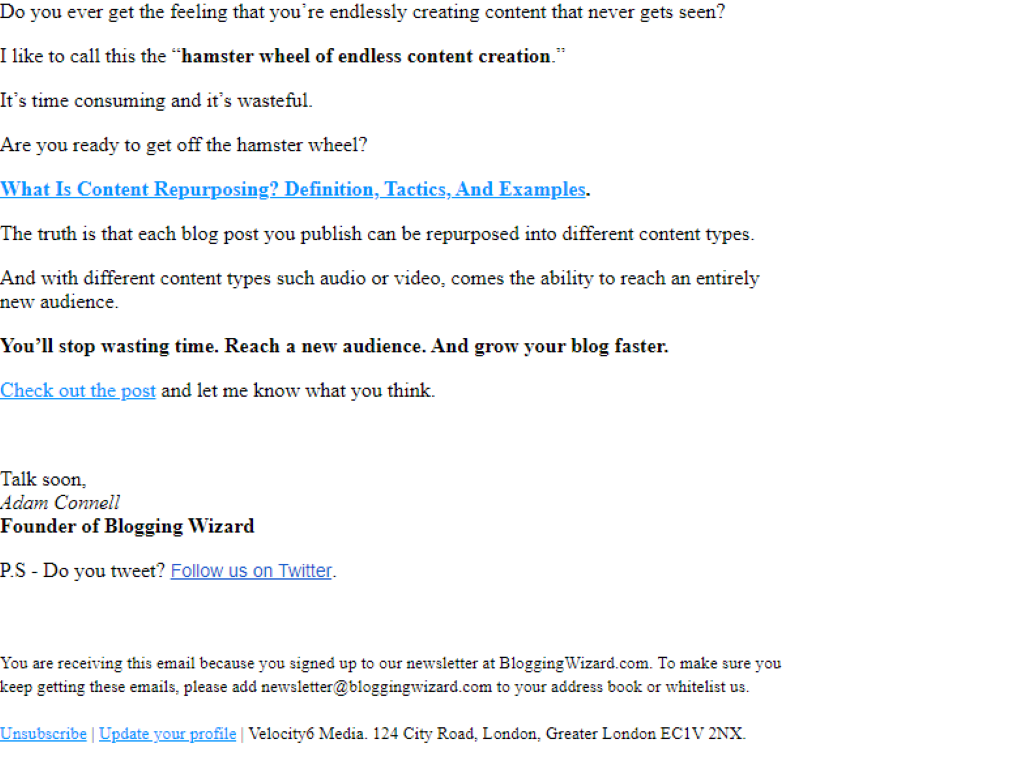 Do you ever get the feeling that you’re endlessly creating content that never gets seen?
I like to call this the “hamster wheel of endless content creation.”
It’s time consuming and it’s wasteful.
Are you ready to get off the hamster wheel?
What Is Content Repurposing? Definition, Tactics, And Examples.
The truth is that each blog post you publish can be repurposed into different content types.
And with different content types such audio or video, comes the ability to reach an entirely
new audience.
You’ll stop wasting time. Reach a new audience. And grow your blog faster.
Check out the post and let me know what you think.
Talk soon,
Adam Connell
Founder of Blogging Wizard
P.S - Do you tweet? Follow us on Twitter.
You are receiving this email because you signed up to our newsletter at BloggingWizard.com. To make sure you
keep getting these emails, please add newsletter@bloggingwizard.com to your address book or whitelist us.
Unsubscribe | Update your profile | Velocity6 Media. 124 City Road, London, Greater London EC1V 2NX.